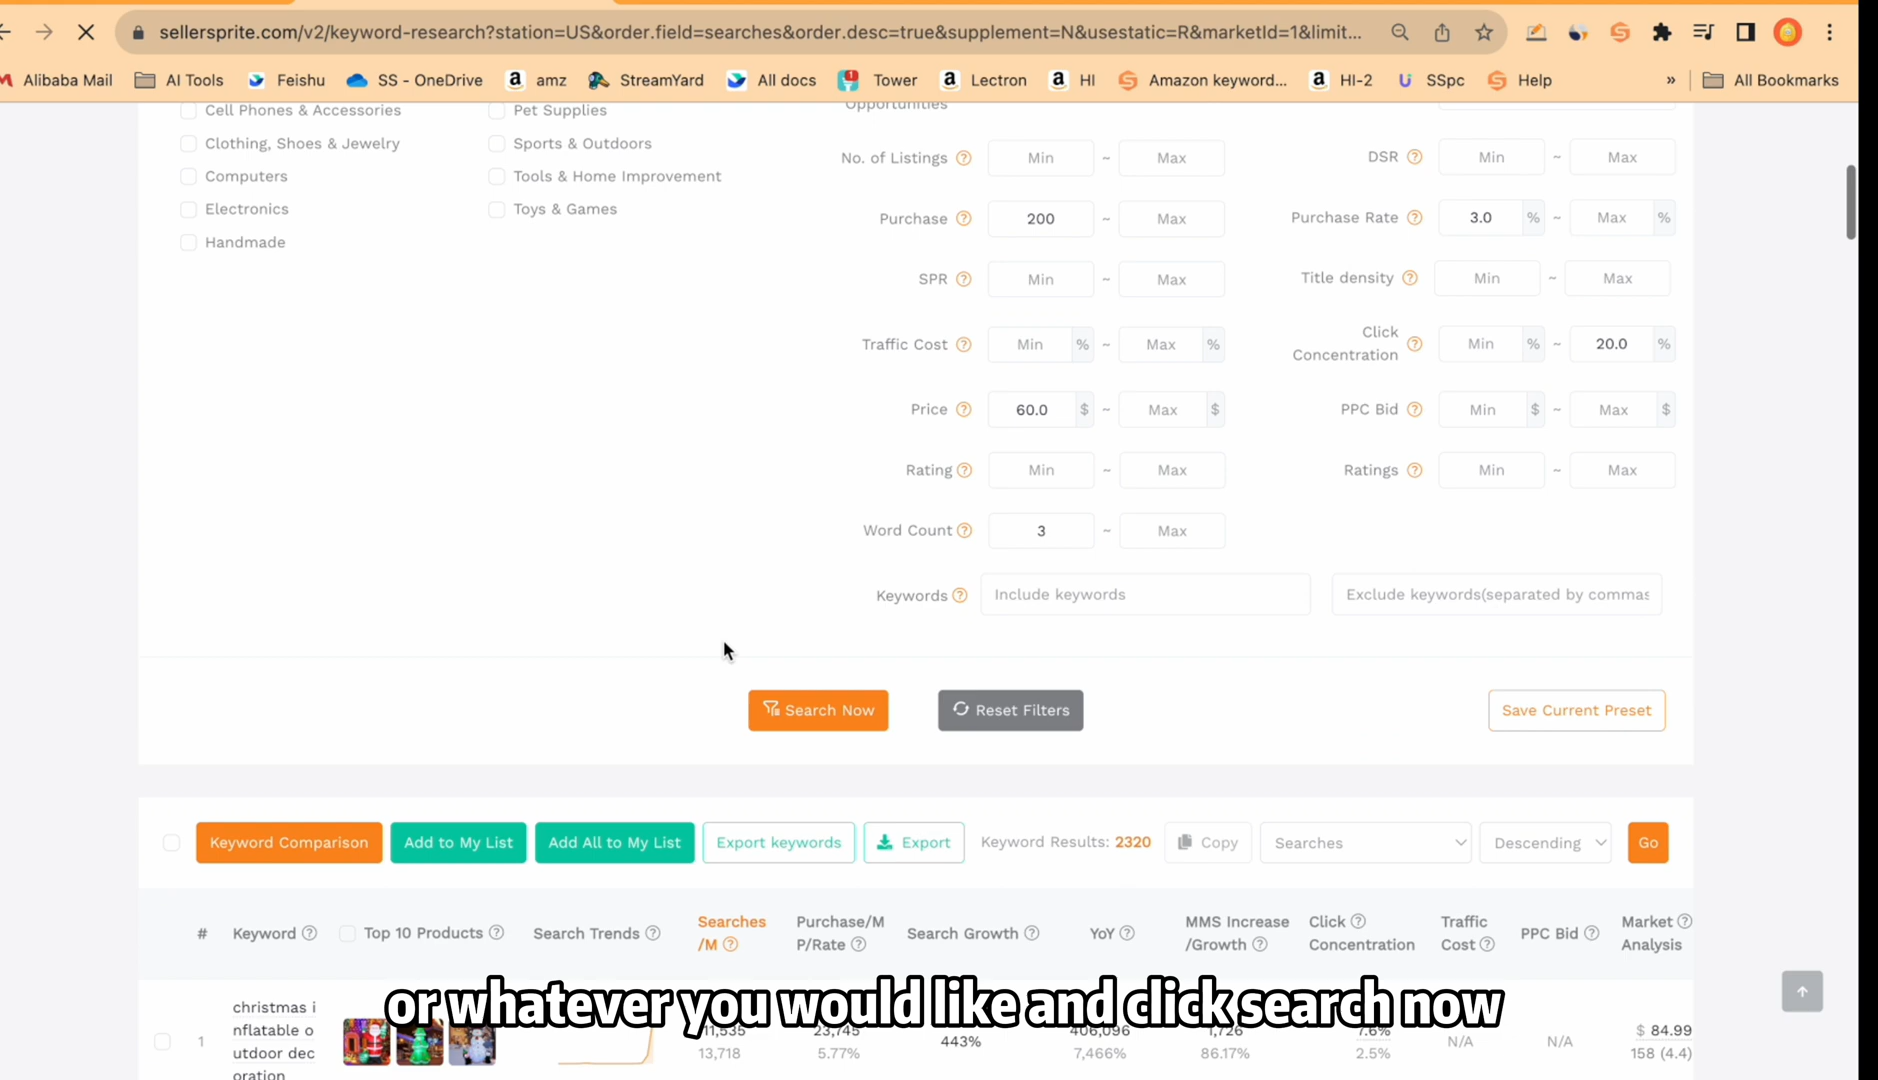 sellersprite.com/v2/keyword-research?station=US&order.field=searches&order.desc=true&supplement=N&usestatic=R&marketId=1&limit...
Alibaba Mail AI Tools Feishu SS - OneDrive amz StreamYard All docs Tower Lectron HI Amazon keyword... HI-2 SSpc Help » All Bookmarks
Cell Phones & Accessories Pet Supplies Opportunities
Clothing, Shoes & Jewelry Sports & Outdoors No. of Listings Min ~ Max DSR Min ~ Max
Computers Tools & Home Improvement
Electronics Toys & Games Purchase 200 ~ Max Purchase Rate 3.0 % ~ Max %
Handmade
SPR Min ~ Max Title density Min ~ Max
Traffic Cost Min % ~ Max % Click Concentration Min % ~ 20.0 %
Price 60.0 $ ~ Max $ PPC Bid Min $ ~ Max $
Rating Min ~ Max Ratings Min ~ Max
Word Count 3 ~ Max
Keywords Include keywords Exclude keywords(separated by commas
Search Now Reset Filters Save Current Preset
Keyword Comparison Add to My List Add All to My List Export keywords Export Keyword Results: 2320 Copy Searches Descending Go
# Keyword Top 10 Products Search Trends Searches /M Purchase/M P/Rate Search Growth YoY MMS Increase /Growth Click Concentration Traffic Cost PPC Bid Market Analysis
christmas i
nflatable o
utdoor dec
oration
1 443% 7.6% N/A N/A $ 84.99
13,718 5.77% 7,466% 86.17% 2.5% 158 (4.4)
or whatever you would like and click search now